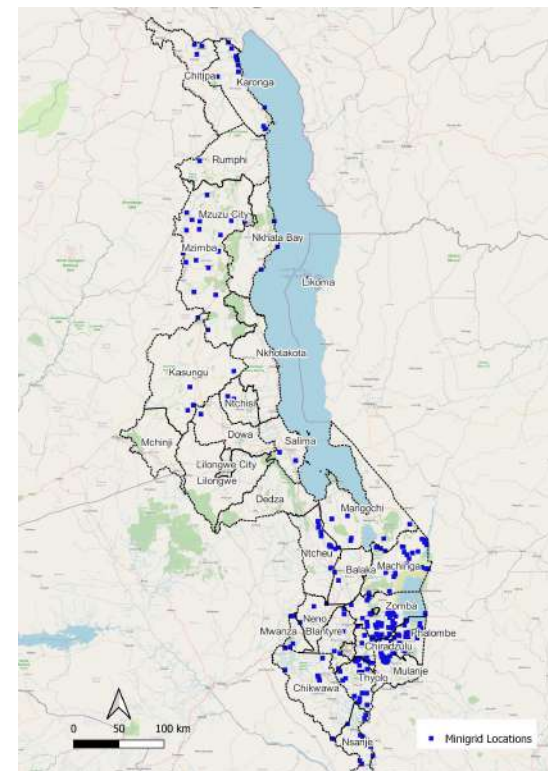 Chitipa
Karonga
Rumphi
Mzuzu City
Nkhata Bay
Mzimba
Likoma
Nkhotakota
Kasungu
Ntchisi
Mchinji
Dowa
Salima
Lilongwe City
Lilongwe
Dedza
Mangochi
Ntcheu
Balaka
Machinga
Zomba
Neno
Mwanza
Blantyre
Phalombe
Chiradzulu
Mulanje
Thyolo
Chikwawa
Nsanje
0 50 100 km
Minigrid Locations